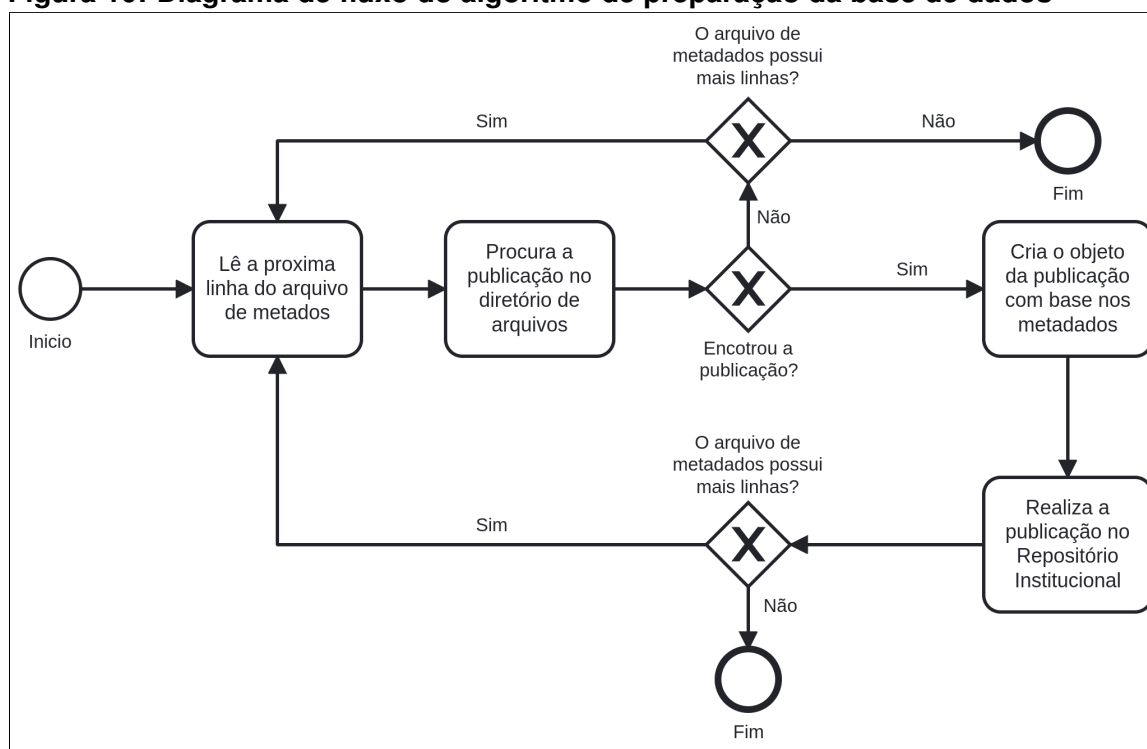 Figura 10: Diagrama de fluxo do algoritmo de preparação da base de dados
O arquivo de
metadados possui
mais linhas?
Sim
Não
Fim
Não
Inicio
Lê a proxima
linha do arquivo
de metados
Procura a
publicação no
diretório de
arquivos
Encotrou a
publicação?
Sim
Cria o objeto
da publicação
com base nos
metadados
O arquivo de
metadados possui
mais linhas?
Sim
Realiza a
publicação no
Repositório
Institucional
Não
Fim